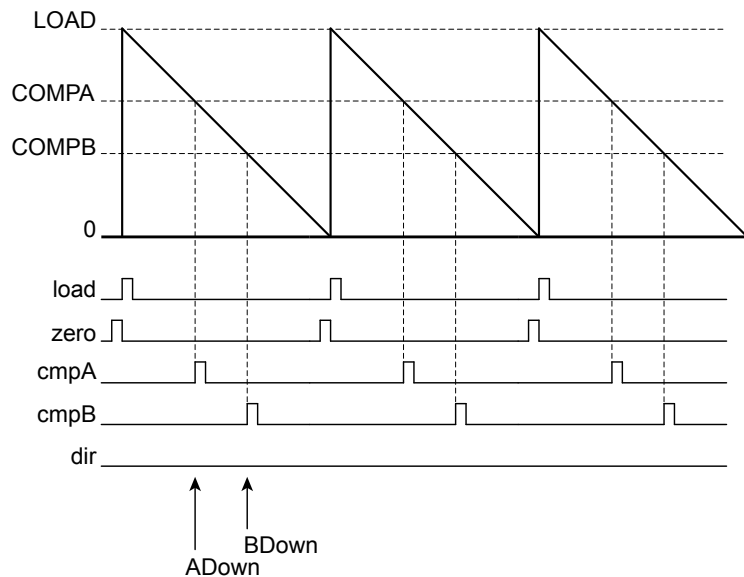 LOAD
COMPA
COMPB
0
load
zero
cmpA
cmpB
dir
BDown
ADown